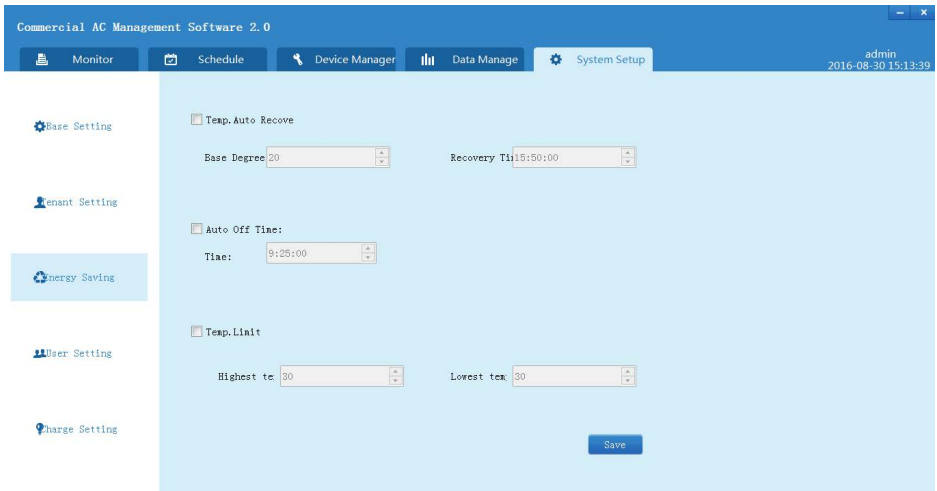 Commercial AC Management Software 2.0
Monitor Schedule Device Manager Data Manage System Setup admin
2016-08-30 15:13:39
Base Setting
Temp.Auto Recove
Base Degree 20 Recovery Ti 15:50:00
Tenant Setting
Auto Off Time:
Time: 9:25:00
Energy Saving
Temp.Limit
User Setting
Highest te 30 Lowest tem 30
Charge Setting
Save